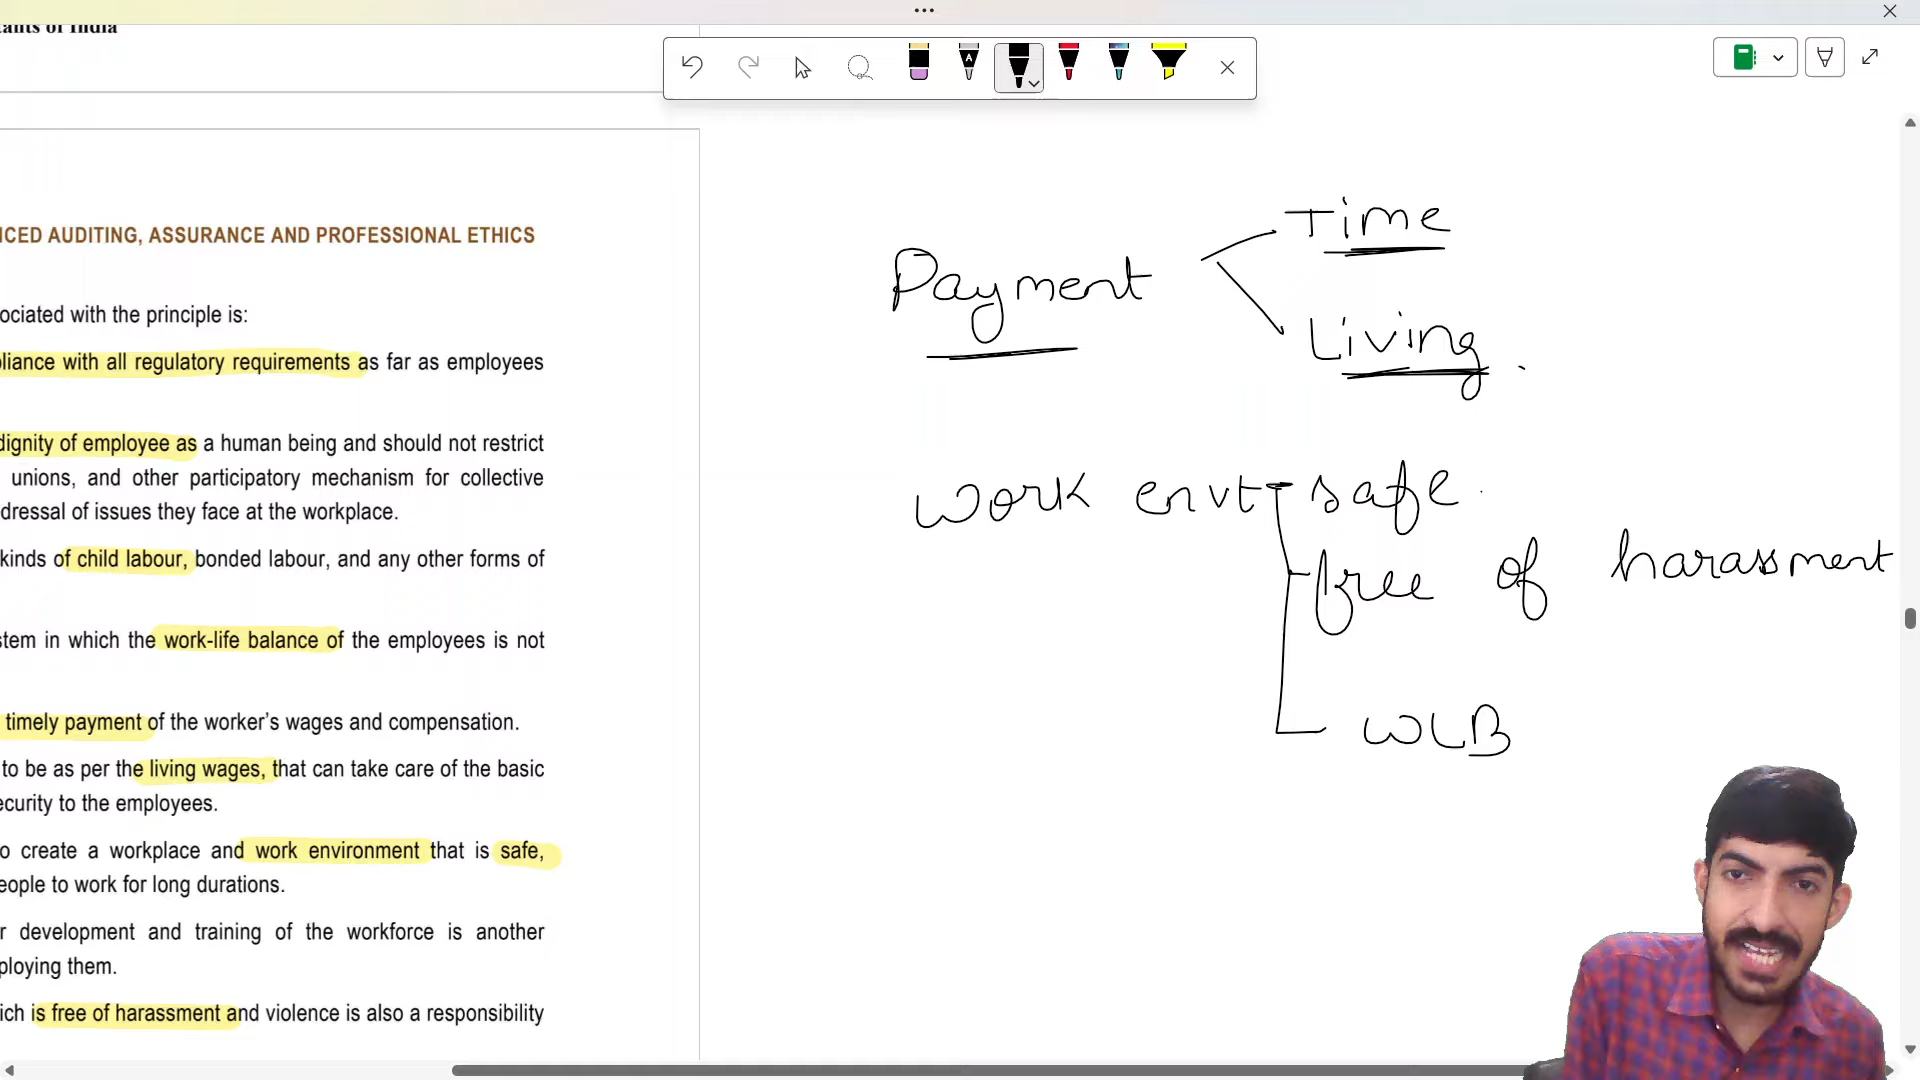 tants of India
NCED AUDITING, ASSURANCE AND PROFESSIONAL ETHICS
ociated with the principle is:
pliance with all regulatory requirements as far as employees
dignity of employee as a human being and should not restrict
unions, and other participatory mechanism for collective
dressal of issues they face at the workplace.
kinds of child labour, bonded labour, and any other forms of
stem in which the work-life balance of the employees is not
timely payment of the worker's wages and compensation.
to be as per the living wages, that can take care of the basic
ecurity to the employees.
o create a workplace and work environment that is safe,
eople to work for long durations.
r development and training of the workforce is another
ploying them.
ich is free of harassment and violence is also a responsibility
Payment
Time
Living
work envt safe
free of harassment
WLB